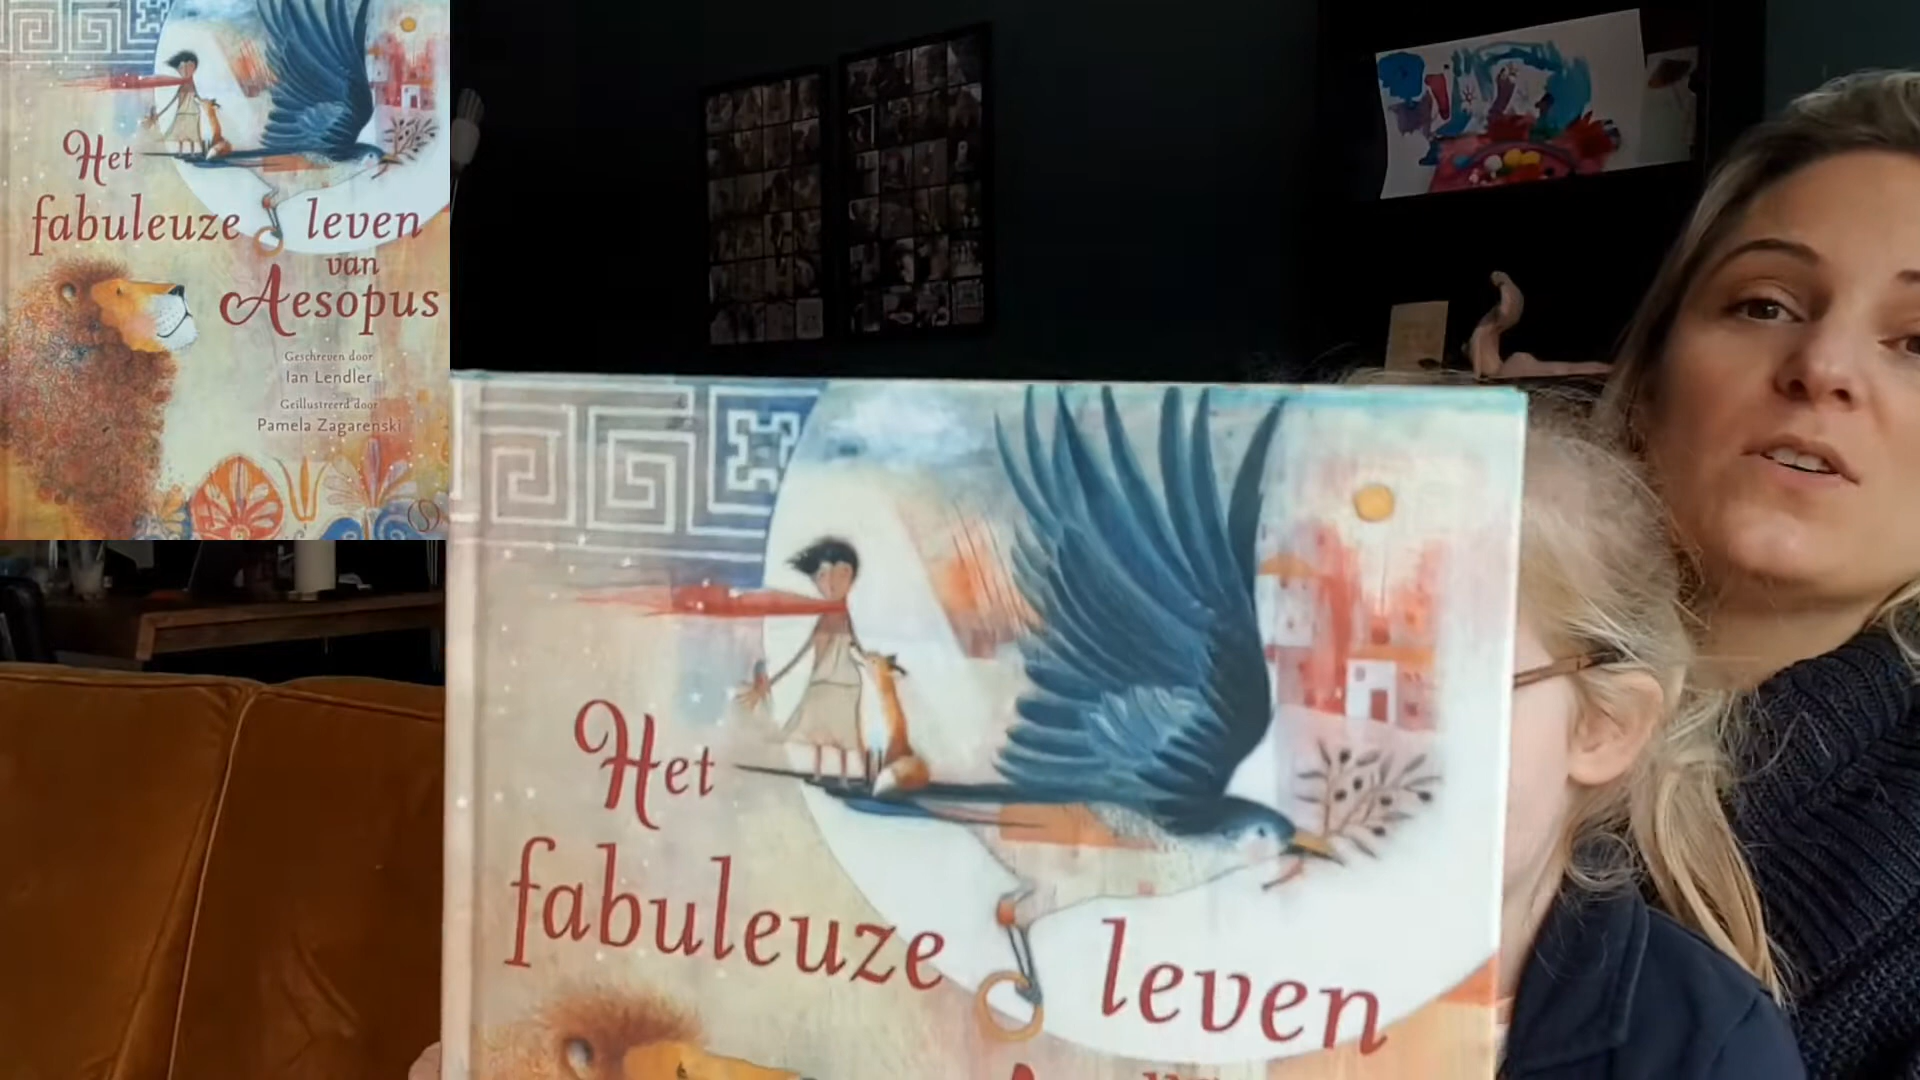 Het
fabuleuze leven
van
Aesopus
Geschreven door
Ian Lendler
Geïllustreerd door
Pamela Zagarenski
Het
fabuleuze leven